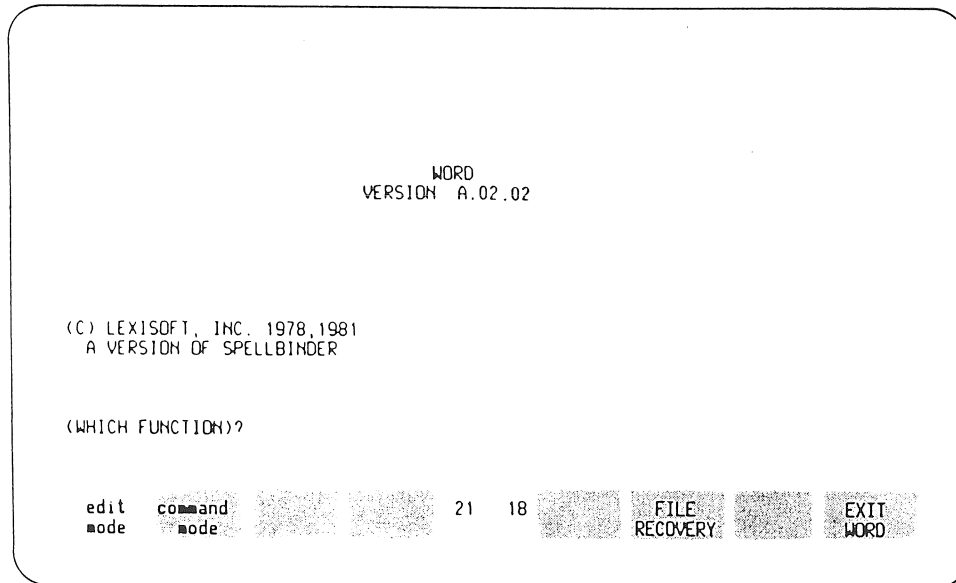 WORD
VERSION A.02.02
(C) LEXISOFT, INC. 1978,1981
A VERSION OF SPELLBINDER
(WHICH FUNCTION)?
edit command 21 18 FILE EXIT
mode mode RECOVERY WORD